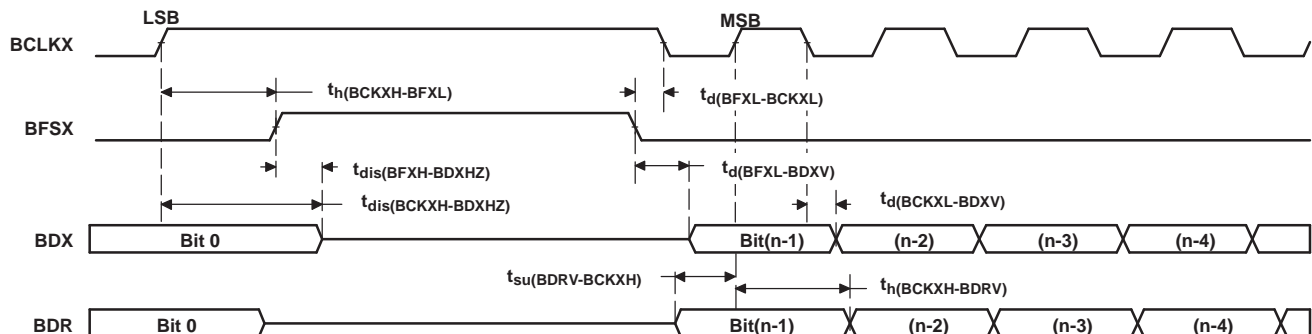 LSB MSB
BCLKX
th(BCKXH-BFXL) td(BFXL-BCKXL)
BFSX
tdis(BFXH-BDXHZ) td(BFXL-BDXV)
tdis(BCKXH-BDXHZ) td(BCKXL-BDXV)
BDX Bit 0 Bit(n-1) (n-2) (n-3) (n-4)
tsu(BDRV-BCKXH) th(BCKXH-BDRV)
BDR Bit 0 Bit(n-1) (n-2) (n-3) (n-4)